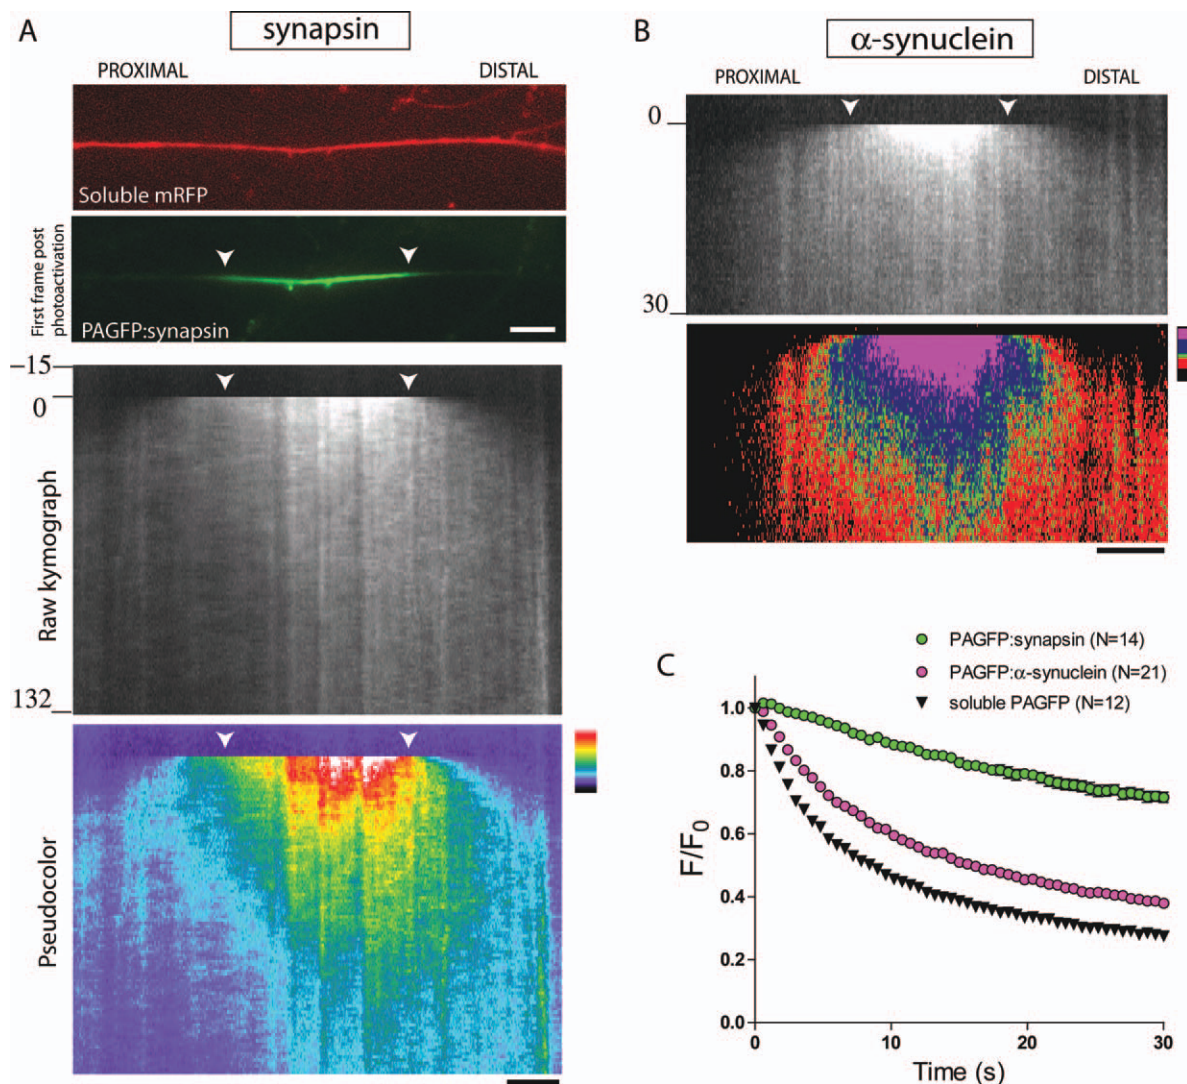 A
synapsin
PROXIMAL DISTAL
Soluble mRFP
First frame post
photoactivation
PAGFP:synapsin
−15
0
Raw kymograph
132
Pseudocolor
B
α-synuclein
PROXIMAL DISTAL
0
30
C
PAGFP:synapsin (N=14)
PAGFP:α-synuclein (N=21)
soluble PAGFP (N=12)
F/F0
1.0
0.8
0.6
0.4
0.2
0.0
0 10 20 30
Time (s)